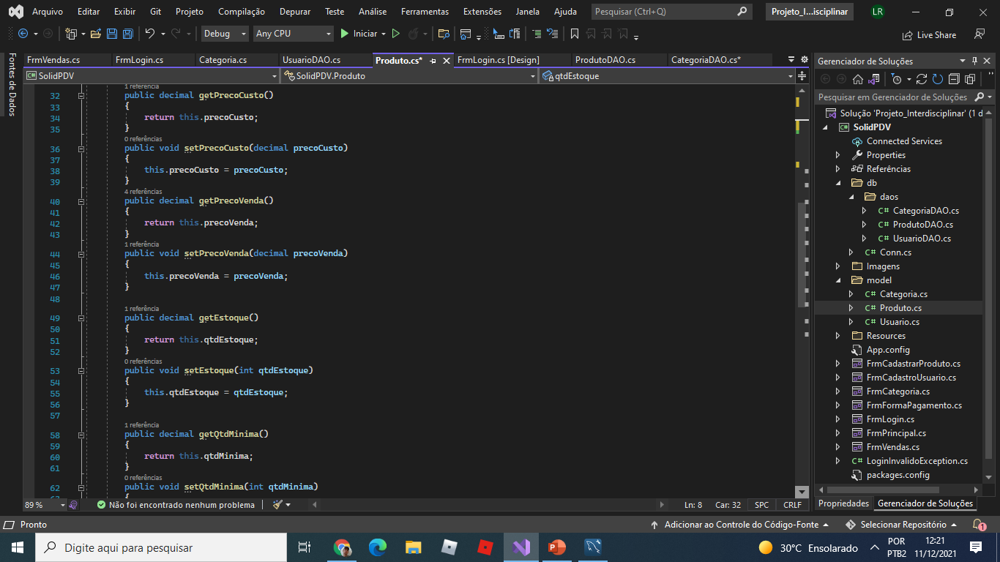 Arquivo Editar Exibir Git Projeto Compilação Depurar Teste Análise Ferramentas Extensões Janela Ajuda Pesquisar (Ctrl+Q) Projeto_I...isciplinar LR
Debug Any CPU Iniciar Live Share
Fontes de Dados
FrmVendas.cs FrmLogin.cs Categoria.cs UsuarioDAO.cs Produto.cs* FrmLogin.cs [Design] ProdutoDAO.cs CategoriaDAO.cs*
SolidPDV SolidPDV.Produto qtdEstoque
1 referência
32 public decimal getPrecoCusto()
33 {
34 return this.precoCusto;
35 }
0 referências
36 public void setPrecoCusto(decimal precoCusto)
37 {
38 this.precoCusto = precoCusto;
39 }
4 referências
40 public decimal getPrecoVenda()
41 {
42 return this.precoVenda;
43 }
1 referência
44 public void setPrecoVenda(decimal precoVenda)
45 {
46 this.precoVenda = precoVenda;
47 }
48
1 referência
49 public decimal getEstoque()
50 {
51 return this.qtdEstoque;
52 }
0 referências
53 public void setEstoque(int qtdEstoque)
54 {
55 this.qtdEstoque = qtdEstoque;
56 }
57
1 referência
58 public decimal getQtdMinima()
59 {
60 return this.qtdMinima;
61 }
0 referências
62 public void setQtdMinima(int qtdMinima)
{
89 % Não foi encontrado nenhum problema Ln: 8 Car: 32 SPC CRLF
Gerenciador de Soluções
Pesquisar em Gerenciador de Soluções
Solução 'Projeto_Interdisciplinar' (1 d
SolidPDV
Connected Services
Properties
Referências
db
daos
CategoriaDAO.cs
ProdutoDAO.cs
UsuarioDAO.cs
Conn.cs
Imagens
model
Categoria.cs
Produto.cs
Usuario.cs
Resources
App.config
FrmCadastrarProduto.cs
FrmCadastroUsuario.cs
FrmCategoria.cs
FrmFormaPagamento.cs
FrmLogin.cs
FrmPrincipal.cs
FrmVendas.cs
LoginInvalidoException.cs
packages.config
Propriedades Gerenciador de Soluções
Pronto Adicionar ao Controle do Código-Fonte Selecionar Repositório 1
Digite aqui para pesquisar 30°C Ensolarado POR 12:21
PTB2 11/12/2021